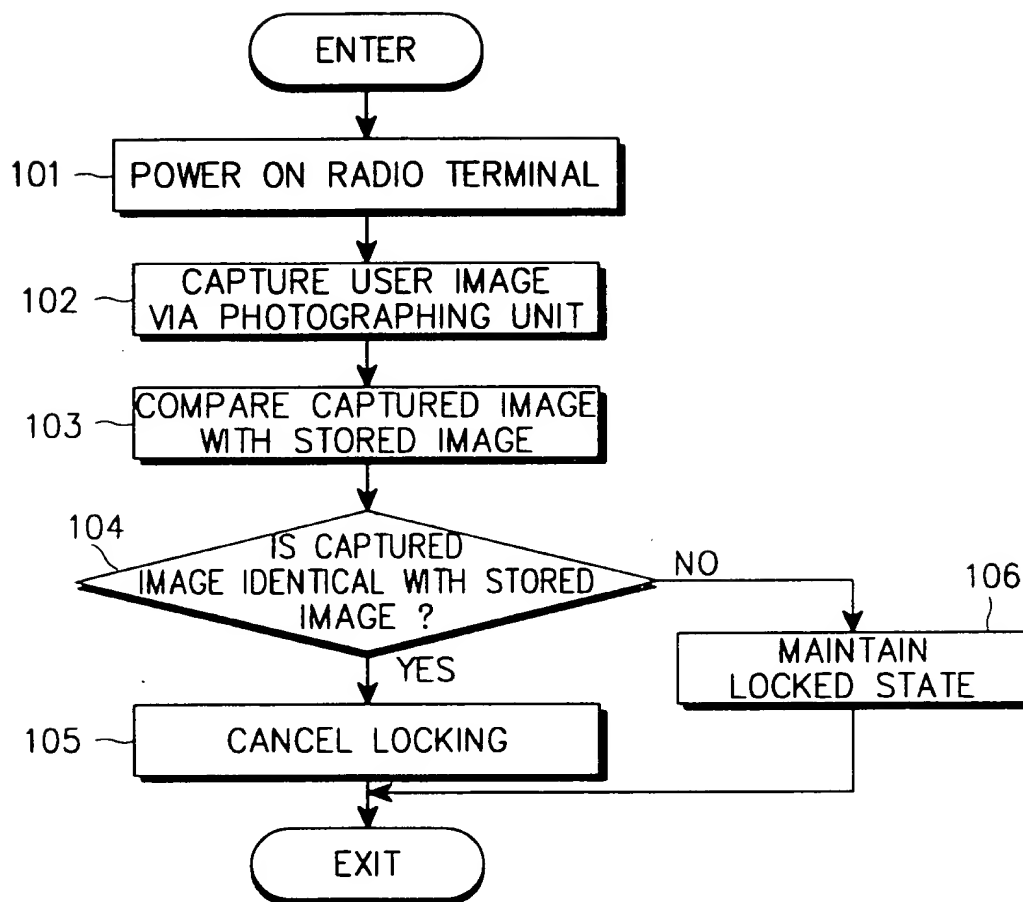 ENTER
101
POWER ON RADIO TERMINAL
102
CAPTURE USER IMAGE
VIA PHOTOGRAPHING UNIT
103
COMPARE CAPTURED IMAGE
WITH STORED IMAGE
104
IS CAPTURED
IMAGE IDENTICAL WITH STORED
IMAGE ?
NO
106
MAINTAIN
LOCKED STATE
YES
105
CANCEL LOCKING
EXIT